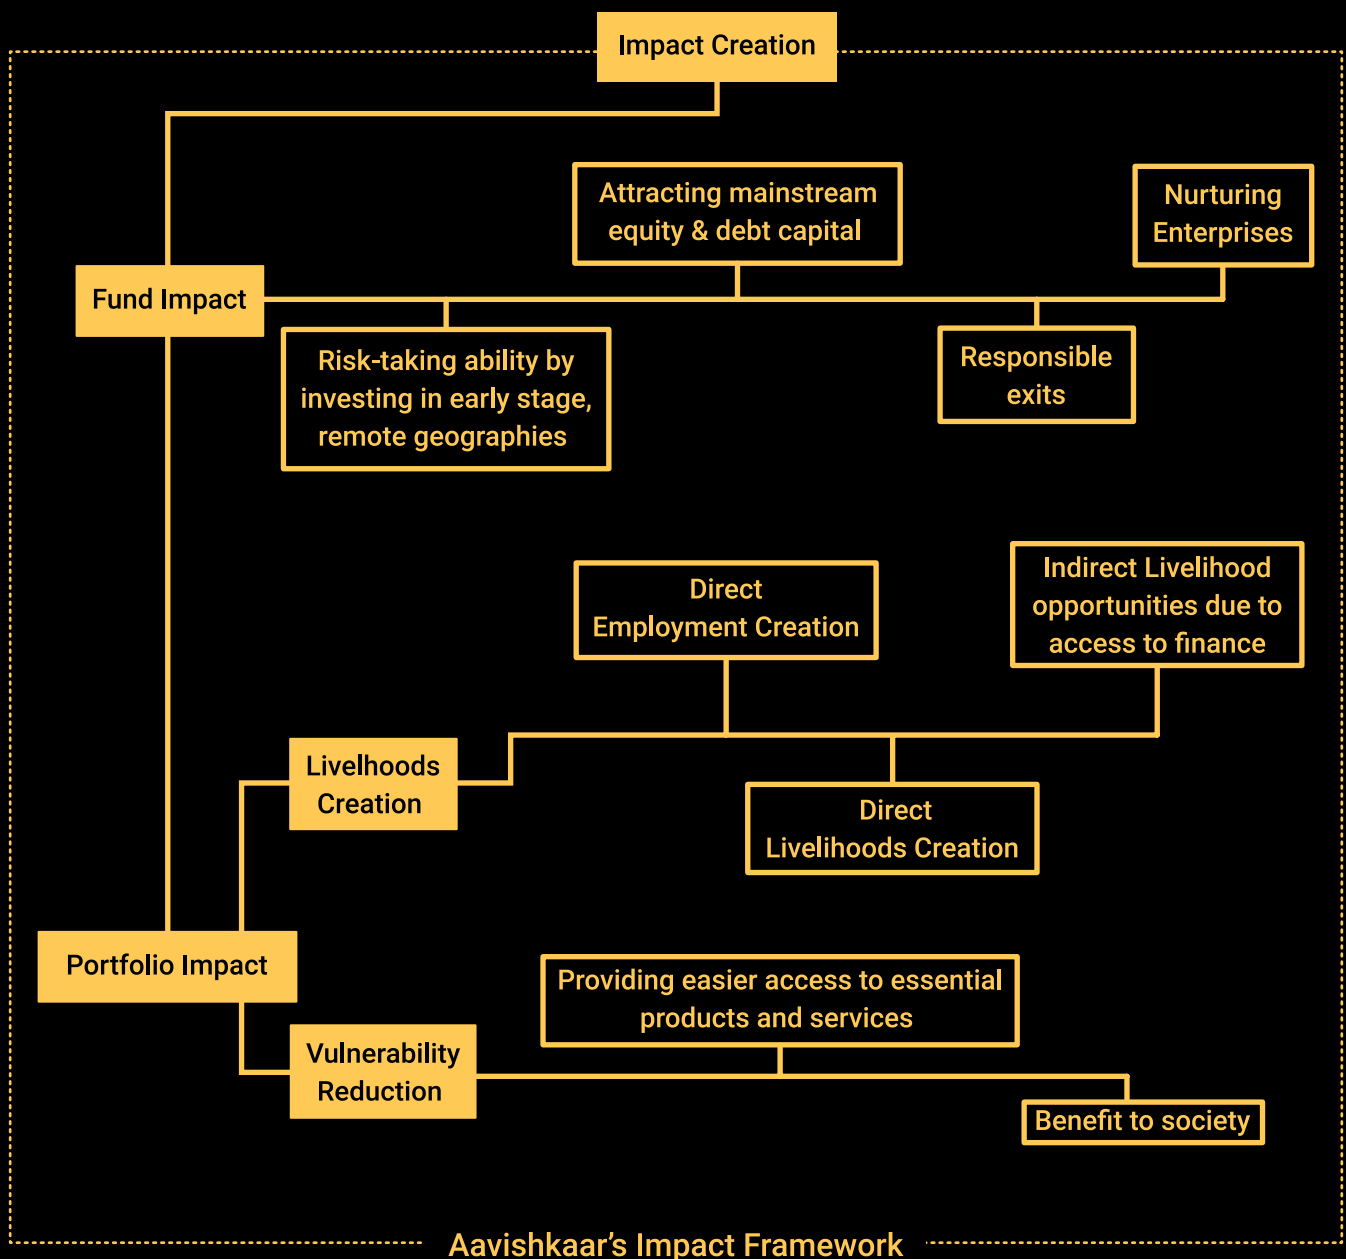 Impact Creation
Attracting mainstream
equity & debt capital
Nurturing
Enterprises
Fund Impact
Risk-taking ability by
investing in early stage,
remote geographies
Responsible
exits
Direct
Employment Creation
Indirect Livelihood
opportunities due to
access to finance
Livelhoods
Creation
Direct
Livelihoods Creation
Portfolio Impact
Providing easier access to essential
products and services
Vulnerability
Reduction
Benefit to society
Aavishkaar’s Impact Framework